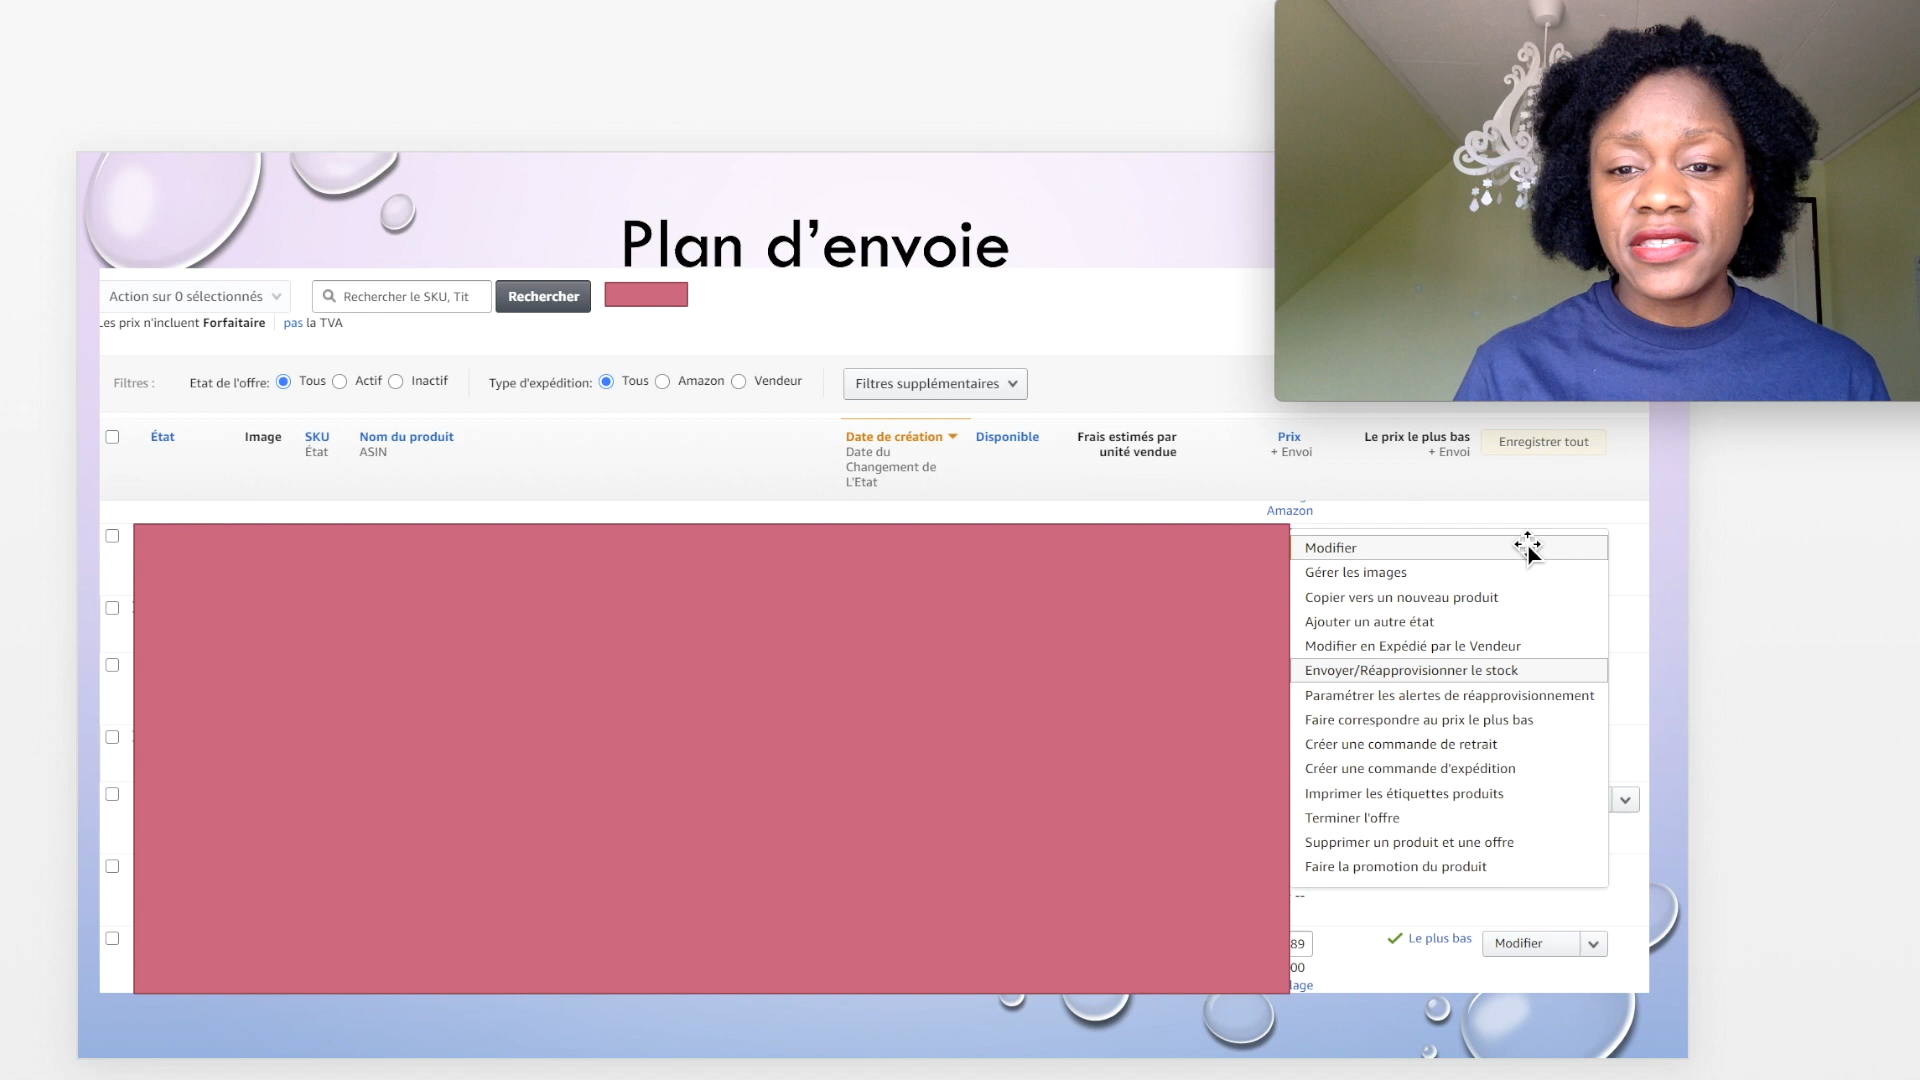 Plan d’envoie
Action sur 0 sélectionnés
Rechercher le SKU, Tit
Rechercher
Les prix n'incluent Forfaitaire
pas la TVA
Filtres :
Etat de l'offre:
Tous
Actif
Inactif
Type d'expédition:
Tous
Amazon
Vendeur
Filtres supplémentaires
État
Image
SKU
État
Nom du produit
ASIN
Date de création
Date du
Changement de
L'Etat
Disponible
Frais estimés par
unité vendue
Prix
+ Envoi
Le prix le plus bas
+ Envoi
Enregistrer tout
Amazon
Modifier
Gérer les images
Copier vers un nouveau produit
Ajouter un autre état
Modifier en Expédié par le Vendeur
Envoyer/Réapprovisionner le stock
Paramétrer les alertes de réapprovisionnement
Faire correspondre au prix le plus bas
Créer une commande de retrait
Créer une commande d'expédition
Imprimer les étiquettes produits
Terminer l'offre
Supprimer un produit et une offre
Faire la promotion du produit
--
89
Le plus bas
Modifier
00
lage